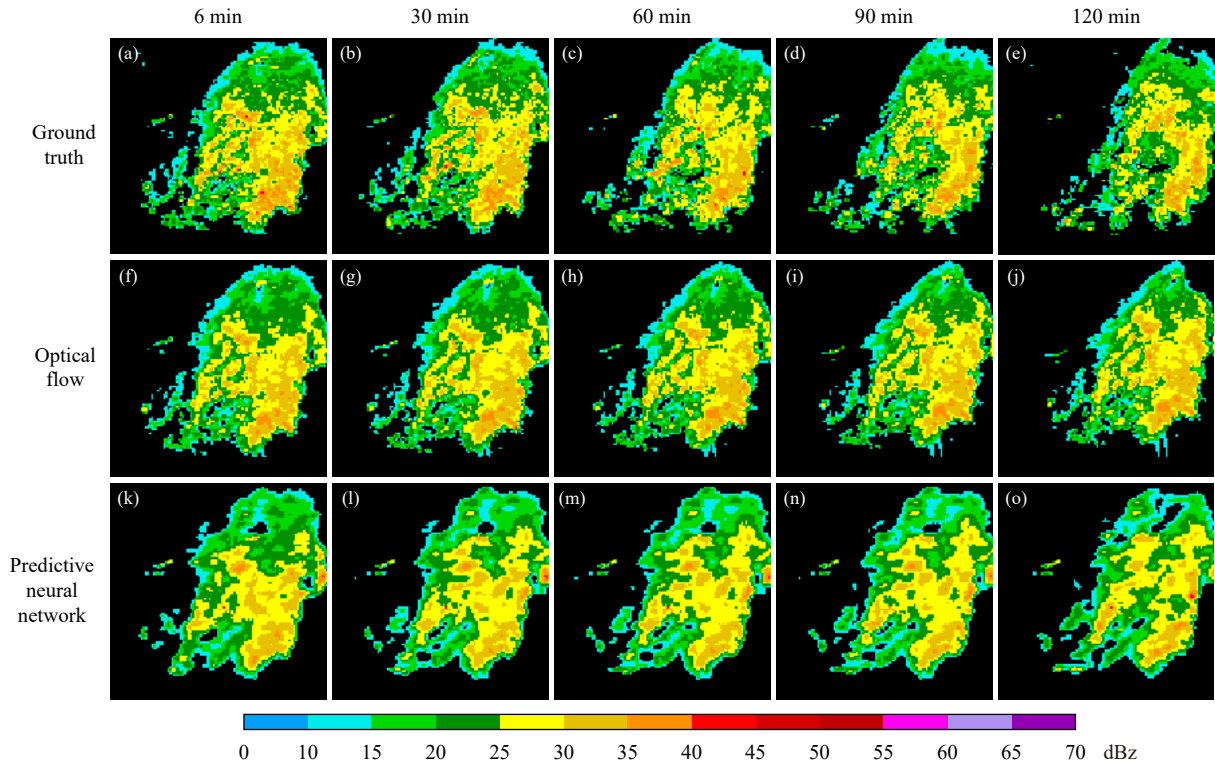 6 min 30 min 60 min 90 min 120 min
(a) (b) (c) (d) (e)
Ground
truth
(f) (g) (h) (i) (j)
Optical
flow
(k) (l) (m) (n) (o)
Predictive
neural
network
0 10 15 20 25 30 35 40 45 50 55 60 65 70 dBz